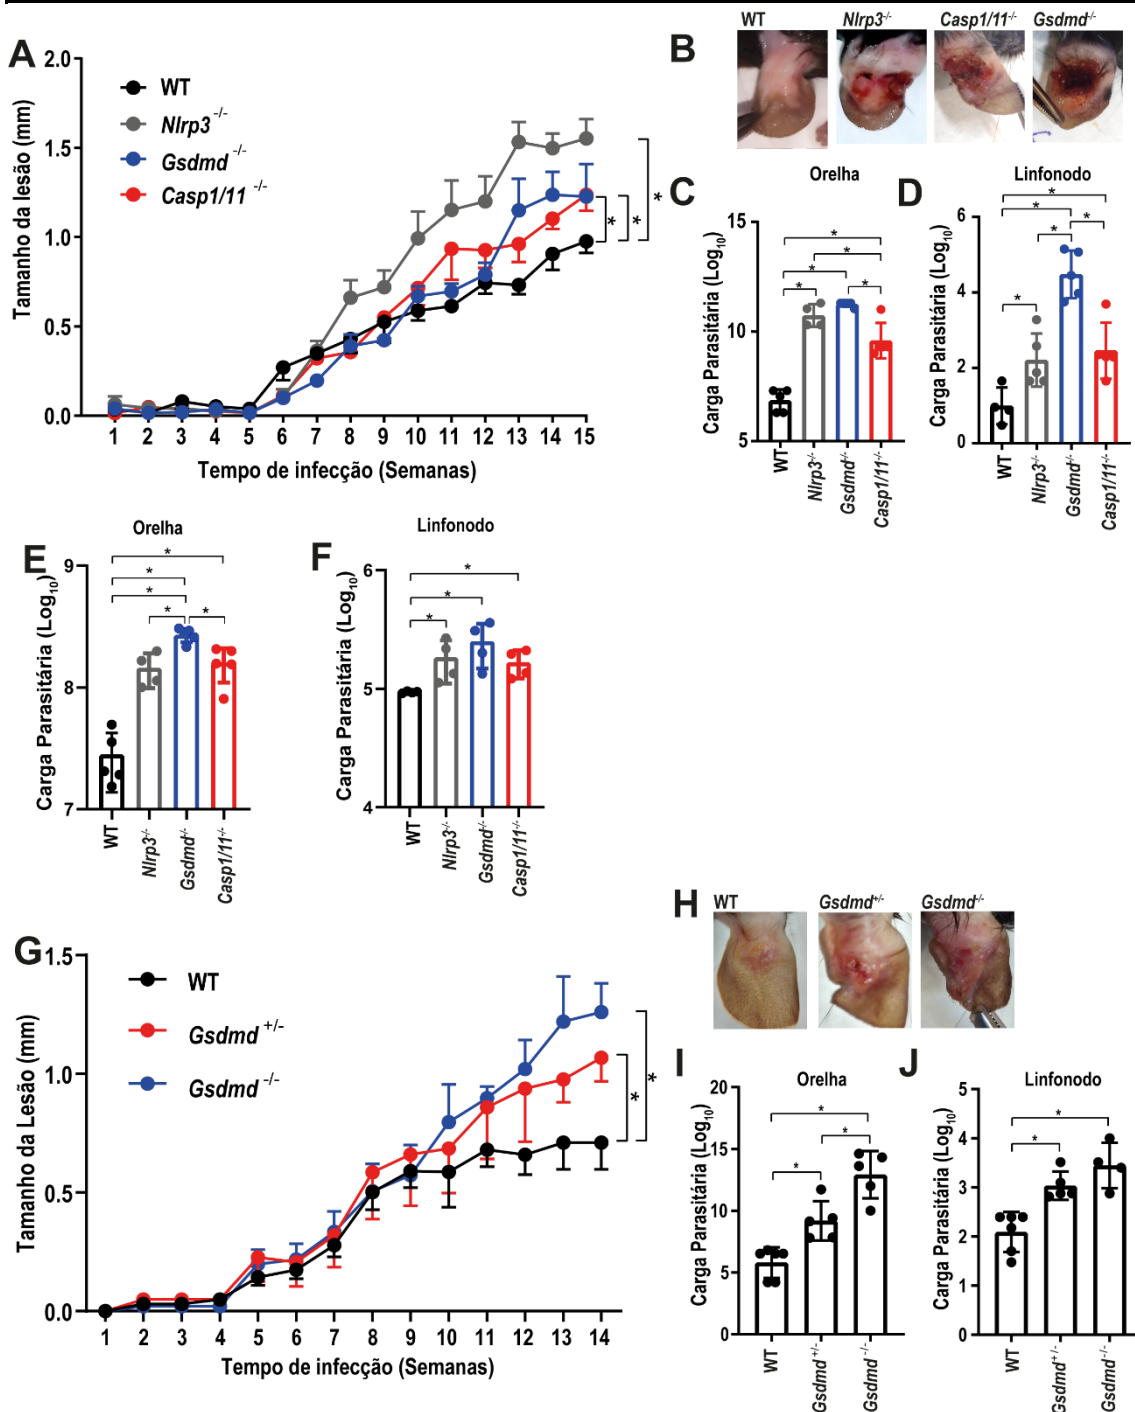 A
2.0
1.5
1.0
0.5
0.0
Tamanho da lesão (mm)
WT
Nlrp3 -/-
Gsdmd -/-
Casp1/11 -/-
* * *
1 2 3 4 5 6 7 8 9 10 11 12 13 14 15
Tempo de infecção (Semanas)
B
WT Nlrp3-/- Casp1/11-/- Gsdmd-/-
C
Orelha
Carga Parasitária (Log10)
15
10
5
* * * * *
WT Nlrp3-/- Gsdmd-/- Casp1/11-/-
D
Linfonodo
Carga Parasitária (Log10)
6
4
2
0
* * * * *
WT Nlrp3-/- Gsdmd-/- Casp1/11-/-
E
Orelha
Carga Parasitária (Log10)
9
8
7
* * * * *
WT Nlrp3-/- Gsdmd-/- Casp1/11-/-
F
Linfonodo
Carga Parasitária (Log10)
6
5
4
* * *
WT Nlrp3-/- Gsdmd-/- Casp1/11-/-
G
1.5
1.0
0.5
0.0
Tamanho da Lesão (mm)
WT
Gsdmd +/-
Gsdmd -/-
* *
1 2 3 4 5 6 7 8 9 10 11 12 13 14
Tempo de infecção (Semanas)
H
WT Gsdmd+/- Gsdmd-/-
I
Orelha
Carga Parasitária (Log10)
20
15
10
5
0
* * *
WT Gsdmd+/- Gsdmd-/-
J
Linfonodo
Carga Parasitária (Log10)
5
4
3
2
1
0
* *
WT Gsdmd+/- Gsdmd-/-